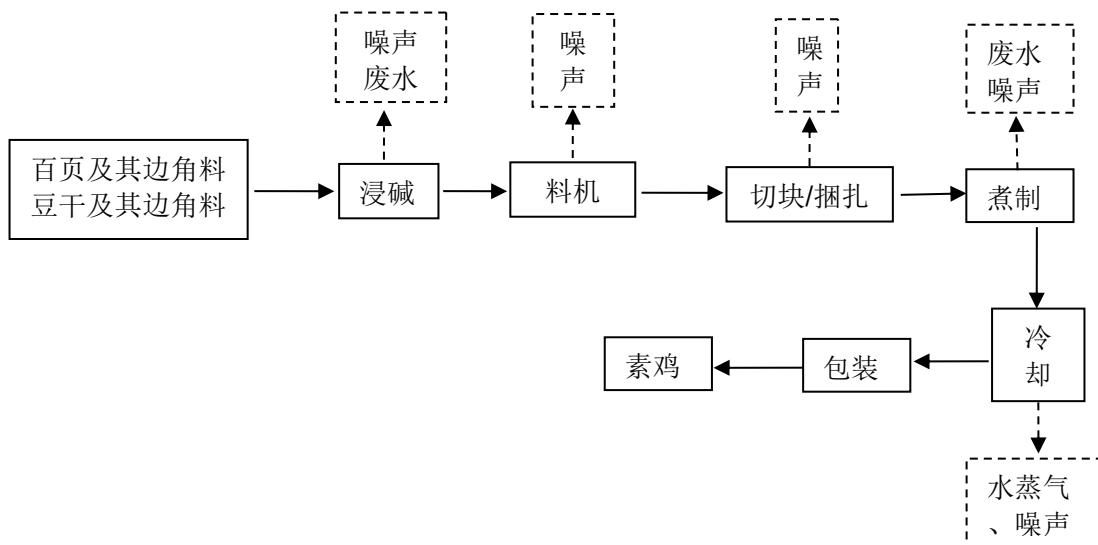 噪声
废水
噪
声
噪
声
废水
噪声
百页及其边角料
豆干及其边角料
浸碱
料机
切块/捆扎
煮制
冷
却
包装
素鸡
水蒸气
、噪声